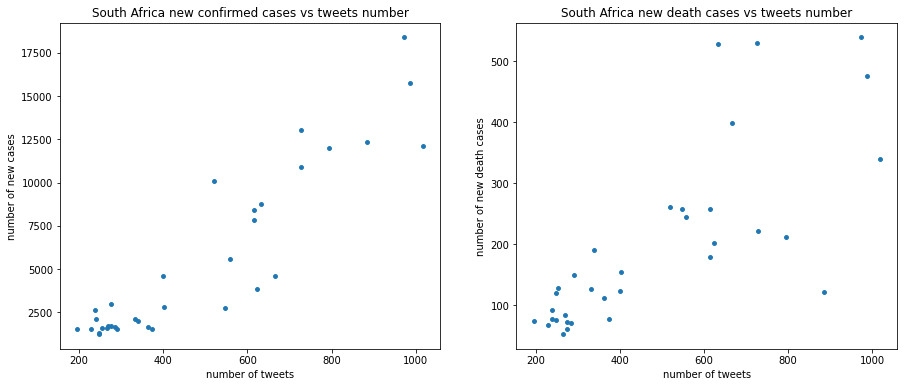 South Africa new confirmed cases vs tweets number
17500
15000
12500
10000
7500
5000
2500
number of new cases
200 400 600 800 1000
number of tweets
South Africa new death cases vs tweets number
500
400
300
200
100
number of new death cases
200 400 600 800 1000
number of tweets